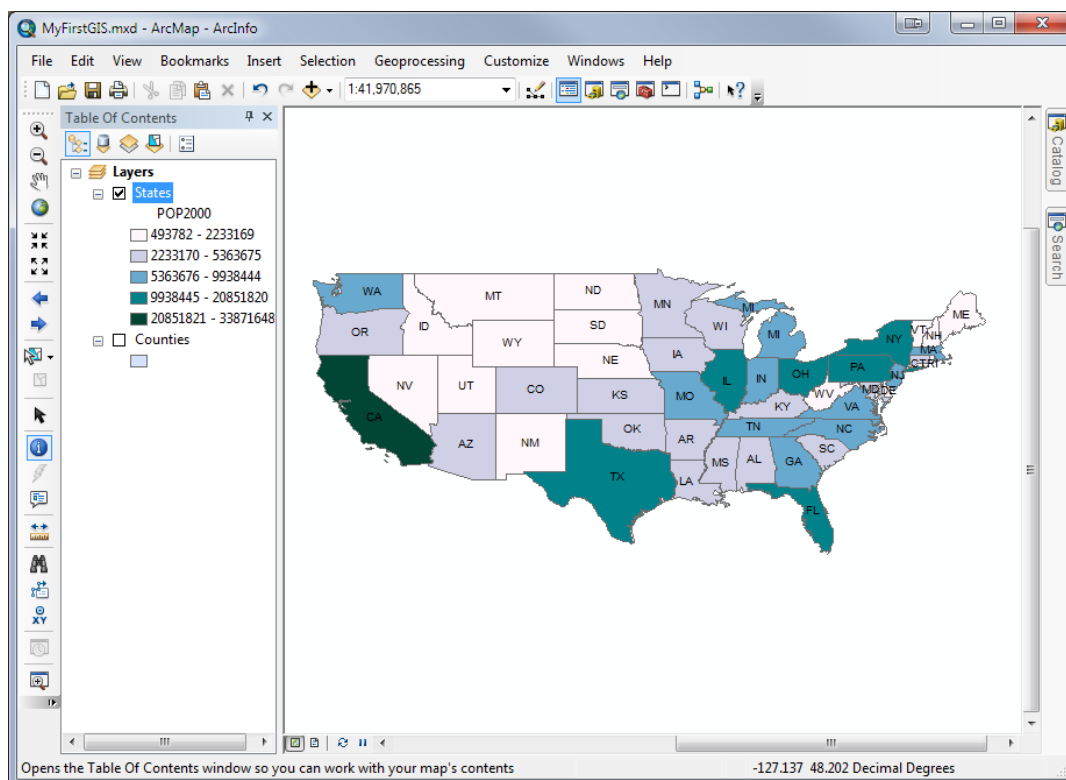 MyFirstGIS.mxd - ArcMap - ArcInfo
File Edit View Bookmarks Insert Selection Geoprocessing Customize Windows Help
1:41,970,865
Table Of Contents
Layers
States
POP2000
493782 - 2233169
2233170 - 5363675
5363676 - 9938444
9938445 - 20851820
20851821 - 33871648
Counties
XY
Catalog
Search
WA MT ND MN MI ME
OR ID SD WI MI NY VT NH
WY IA MA
NE PA CT RI
NV UT CO IL IN OH NJ
KS MO WV MD DE
CA KY VA
AZ NM OK TN NC
AR SC
TX MS AL GA
LA
FL
Opens the Table Of Contents window so you can work with your map's contents
-127.137 48.202 Decimal Degrees